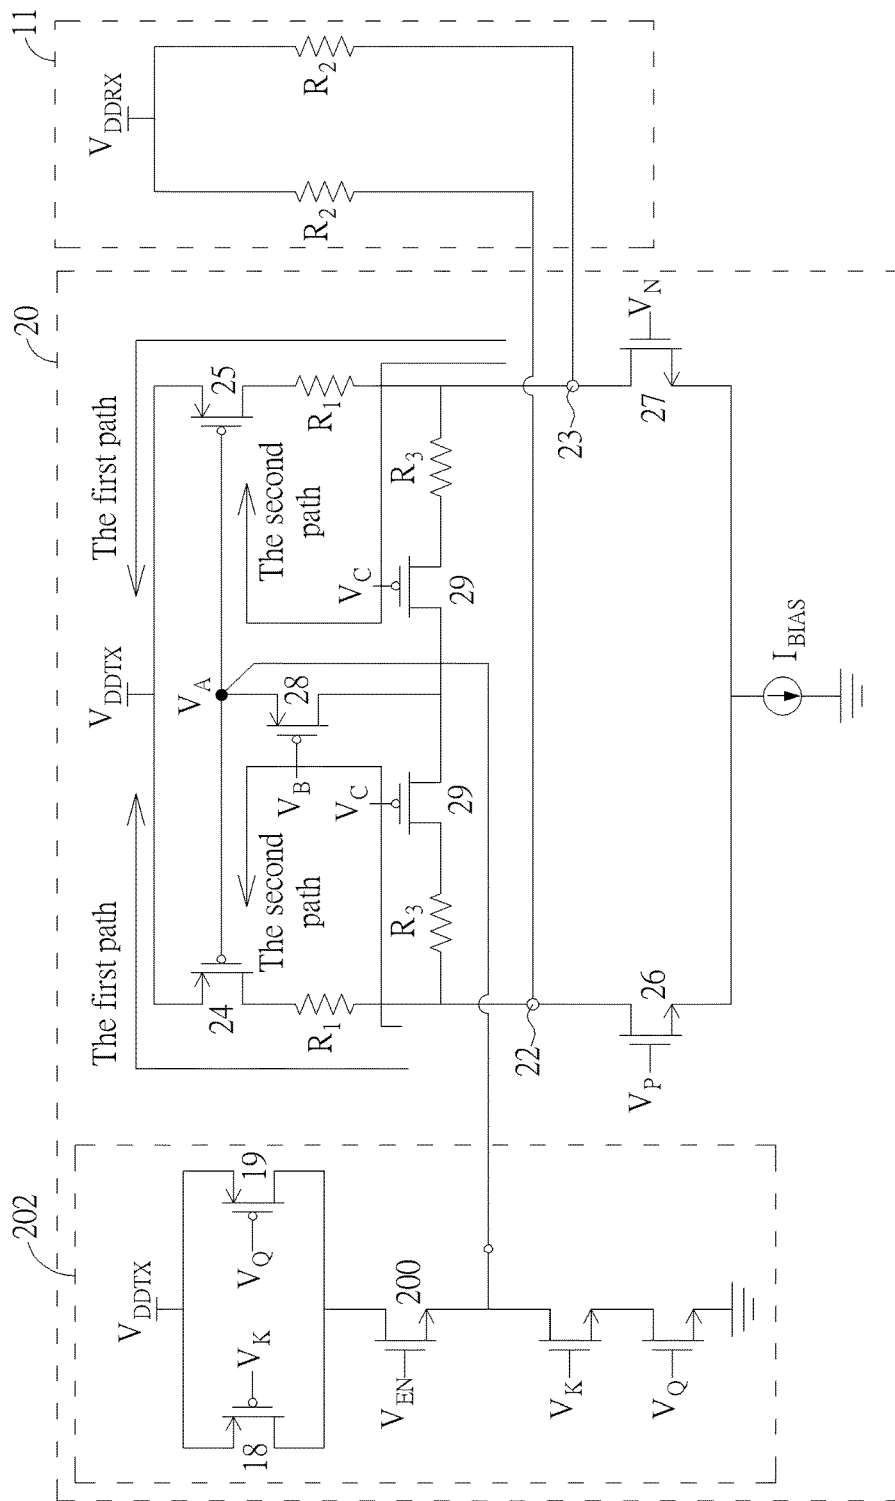 202
20
11
V_DDTX
V_K
18
V_Q
19
V_EN
200
V_K
V_Q
The first path
The first path
V_DDTX
V_A
24
25
The second
path
The second
path
V_B
28
R_1
R_1
V_C
29
V_C
29
R_3
R_3
22
23
V_P
26
27
V_N
I_BIAS
V_DDRX
R_2
R_2